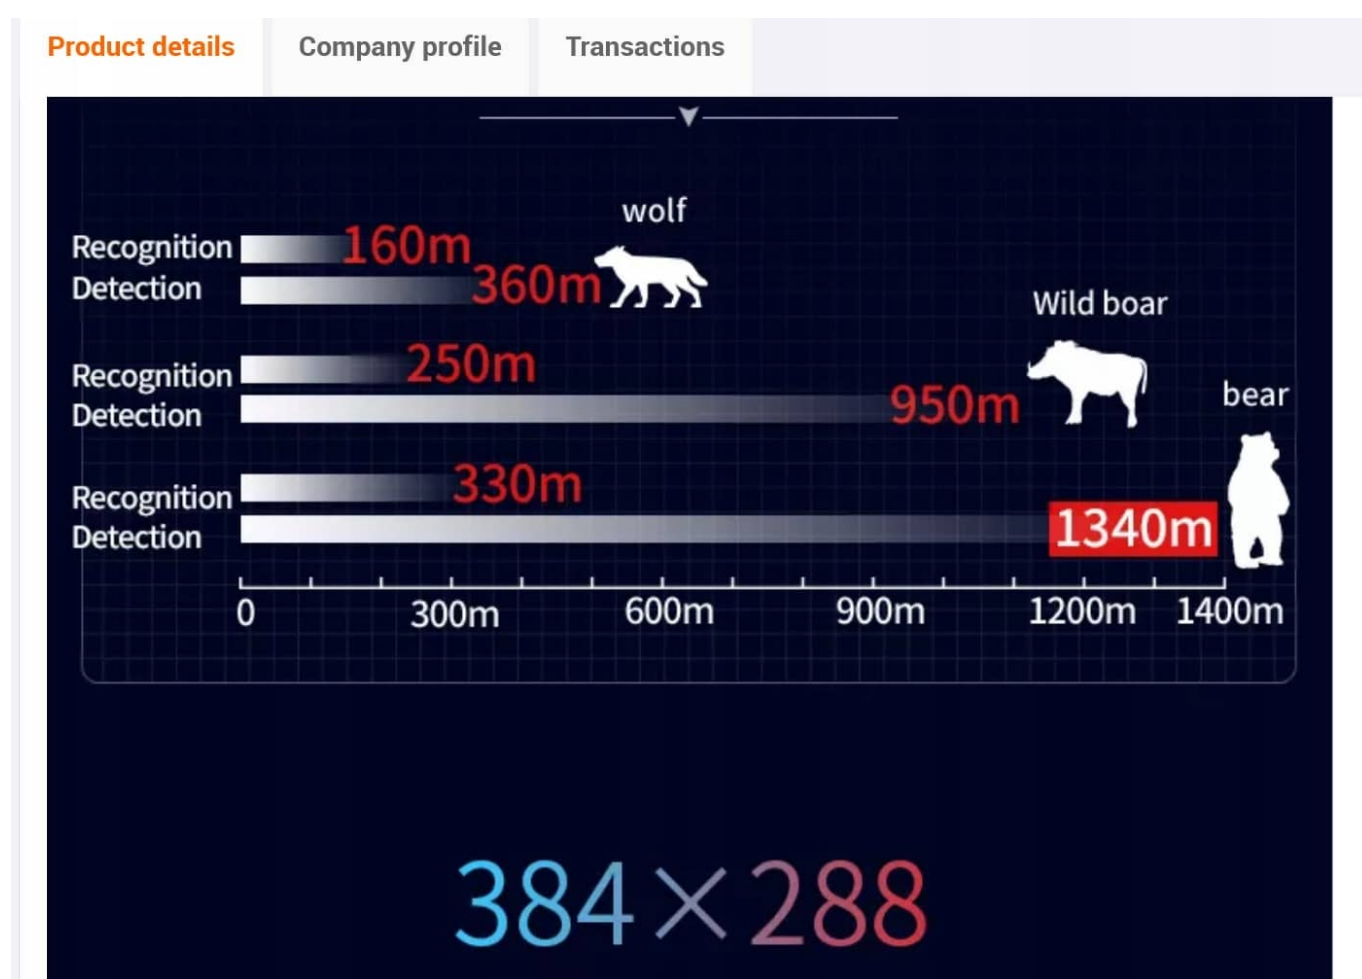 Product details Company profile Transactions
wolf
Recognition 160m
Detection 360m
Wild boar
Recognition 250m
Detection 950m
bear
Recognition 330m
Detection 1340m
0 300m 600m 900m 1200m 1400m
384×288